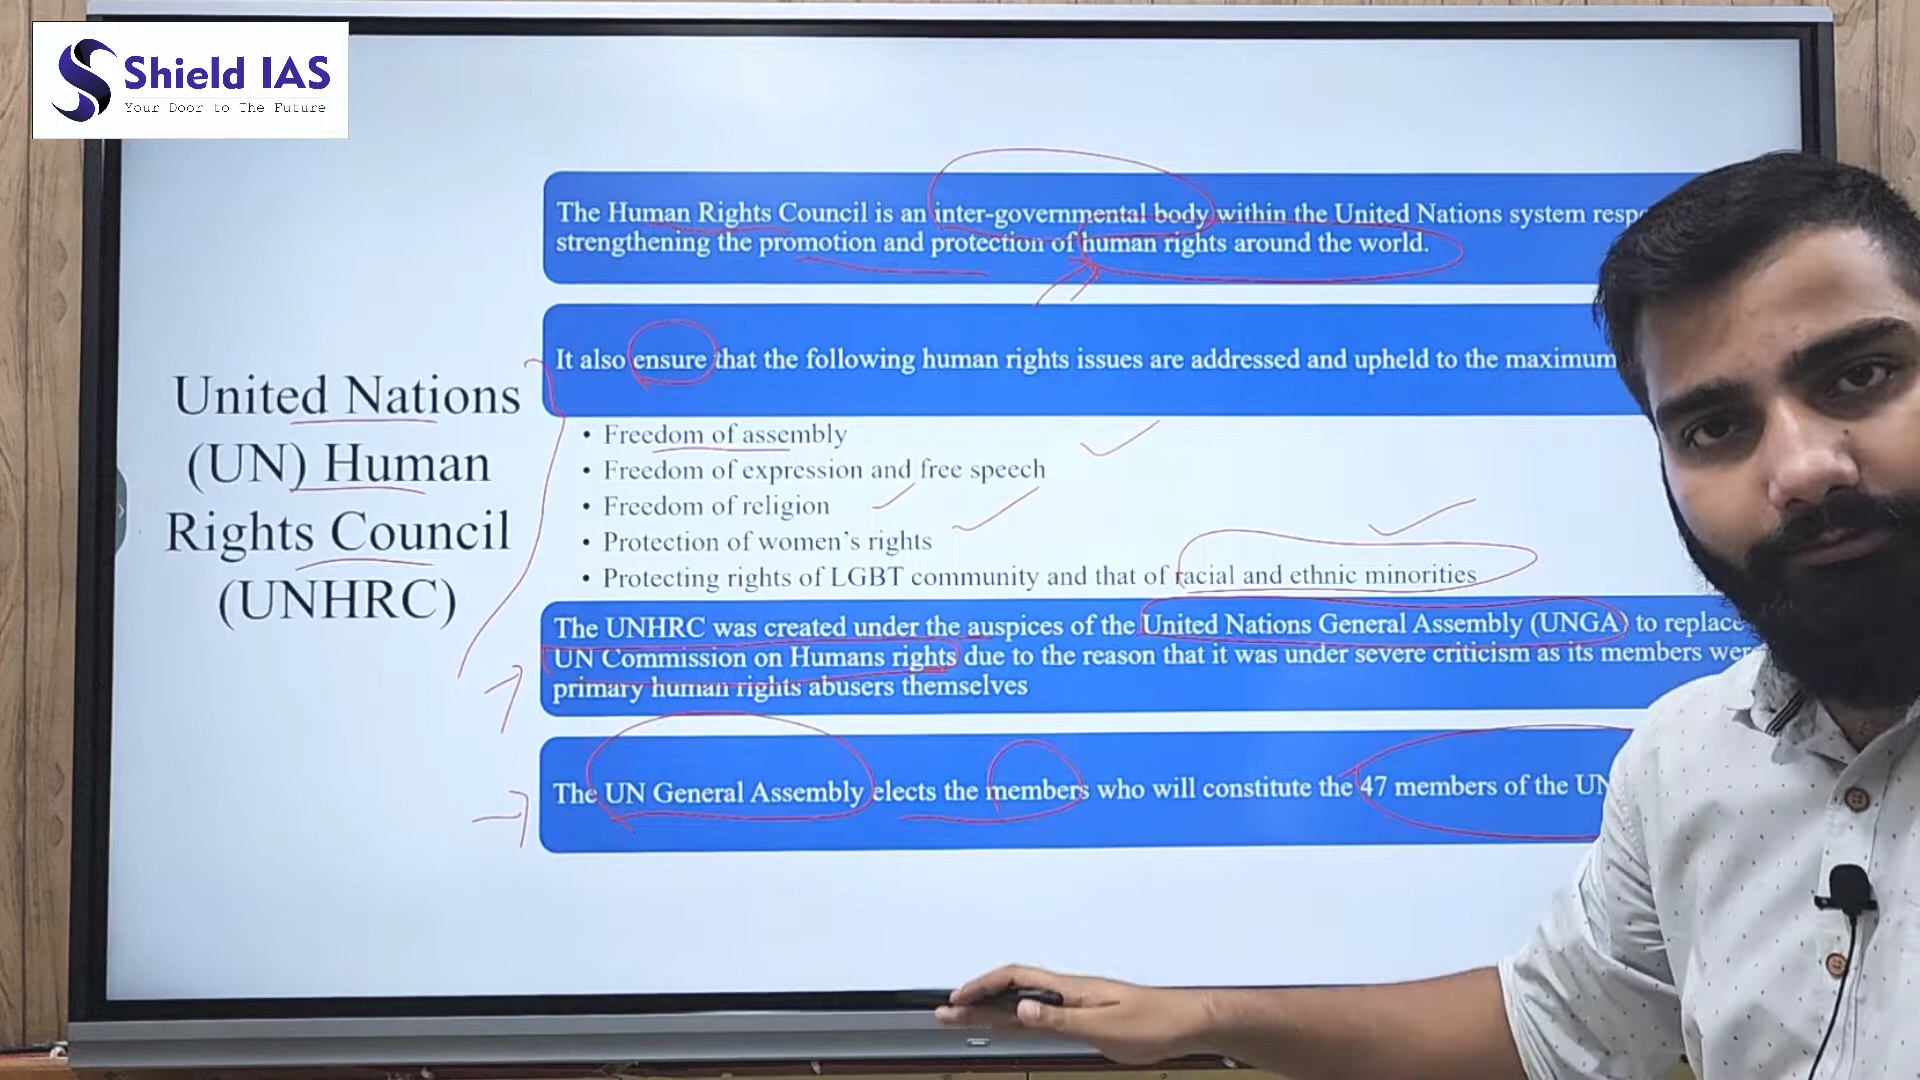 Shield IAS
Your Door to The Future
United Nations
(UN) Human
Rights Council
(UNHRC)
The Human Rights Council is an inter-governmental body within the United Nations system
strengthening the promotion and protection of human rights around the world.
It also ensure that the following human rights issues are addressed and upheld to the maximum
• Freedom of assembly
• Freedom of expression and free speech
• Freedom of religion
• Protection of women's rights
• Protecting rights of LGBT community and that of racial and ethnic minorities
The UNHRC was created under the auspices of the United Nations General Assembly (UNGA) to replace
UN Commission on Humans rights due to the reason that it was under severe criticism as its members
primary human rights abusers themselves
The UN General Assembly elects the members who will constitute the 47 members of the